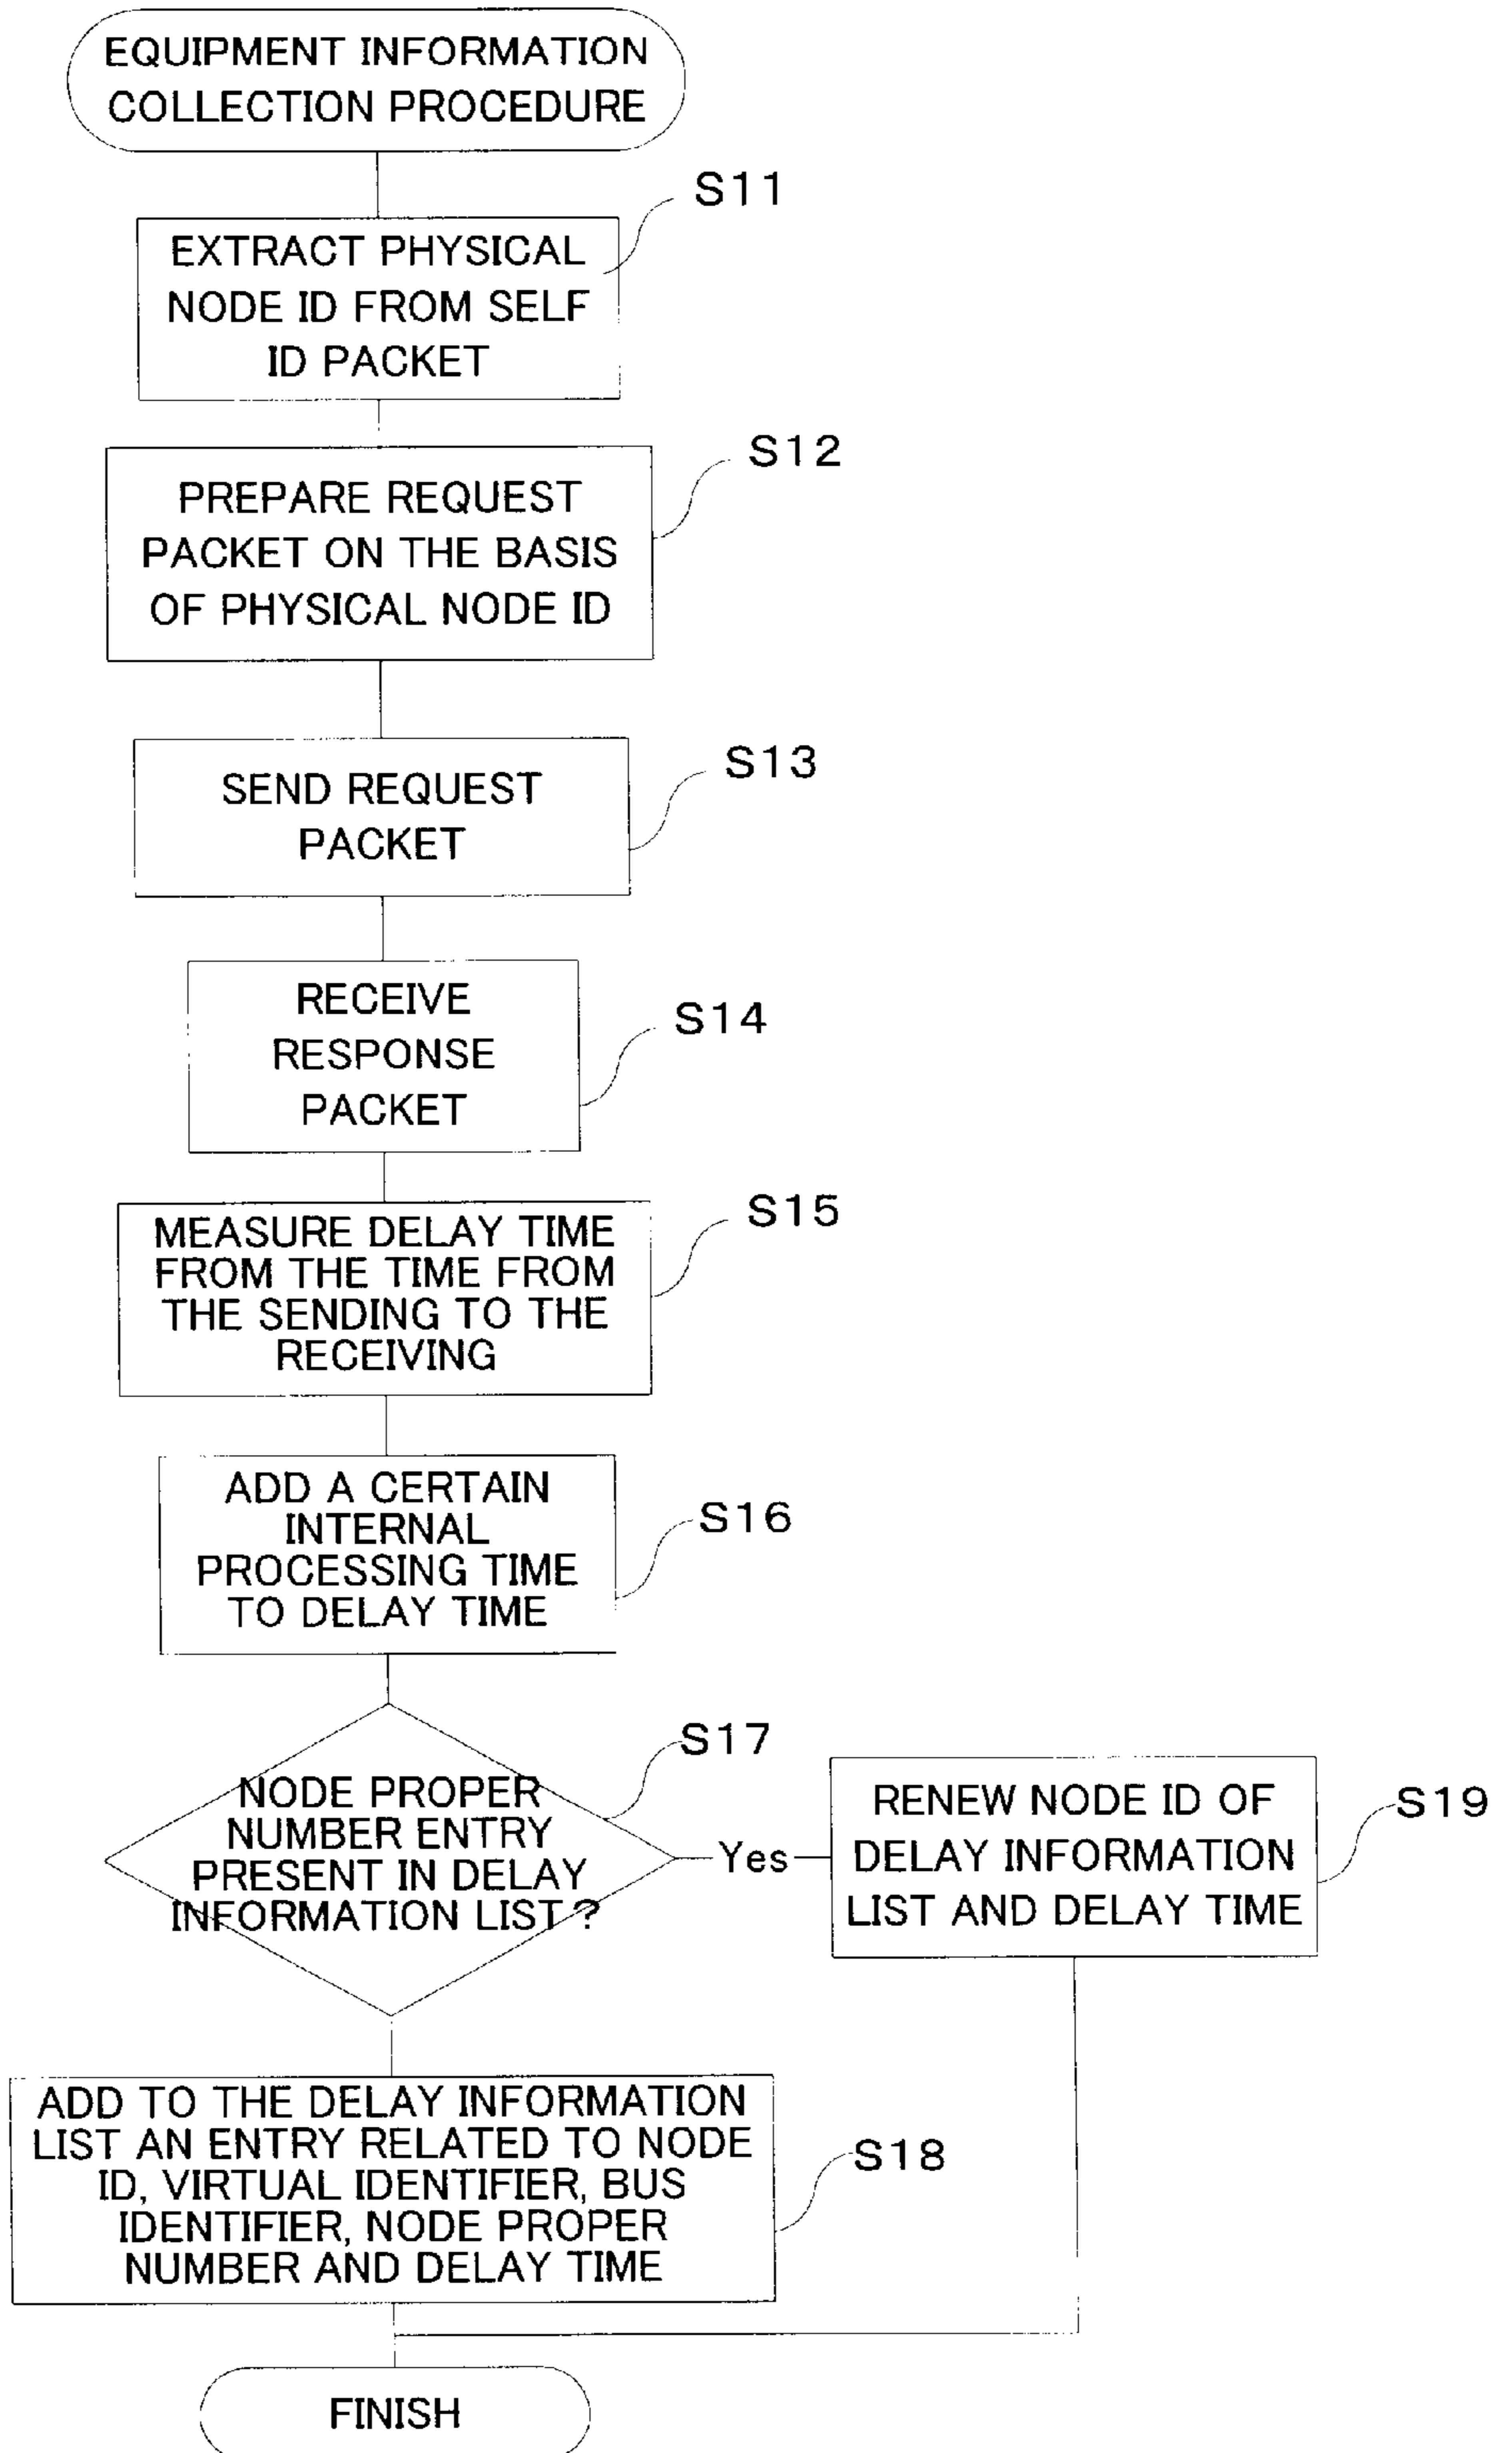 EQUIPMENT INFORMATION
COLLECTION PROCEDURE
S11
EXTRACT PHYSICAL
NODE ID FROM SELF
ID PACKET
S12
PREPARE REQUEST
PACKET ON THE BASIS
OF PHYSICAL NODE ID
S13
SEND REQUEST
PACKET
S14
RECEIVE
RESPONSE
PACKET
S15
MEASURE DELAY TIME
FROM THE TIME FROM
THE SENDING TO THE
RECEIVING
S16
ADD A CERTAIN
INTERNAL
PROCESSING TIME
TO DELAY TIME
S17
NODE PROPER
NUMBER ENTRY
PRESENT IN DELAY
INFORMATION LIST ?
Yes
S19
RENEW NODE ID OF
DELAY INFORMATION
LIST AND DELAY TIME
S18
ADD TO THE DELAY INFORMATION
LIST AN ENTRY RELATED TO NODE
ID, VIRTUAL IDENTIFIER, BUS
IDENTIFIER, NODE PROPER
NUMBER AND DELAY TIME
FINISH